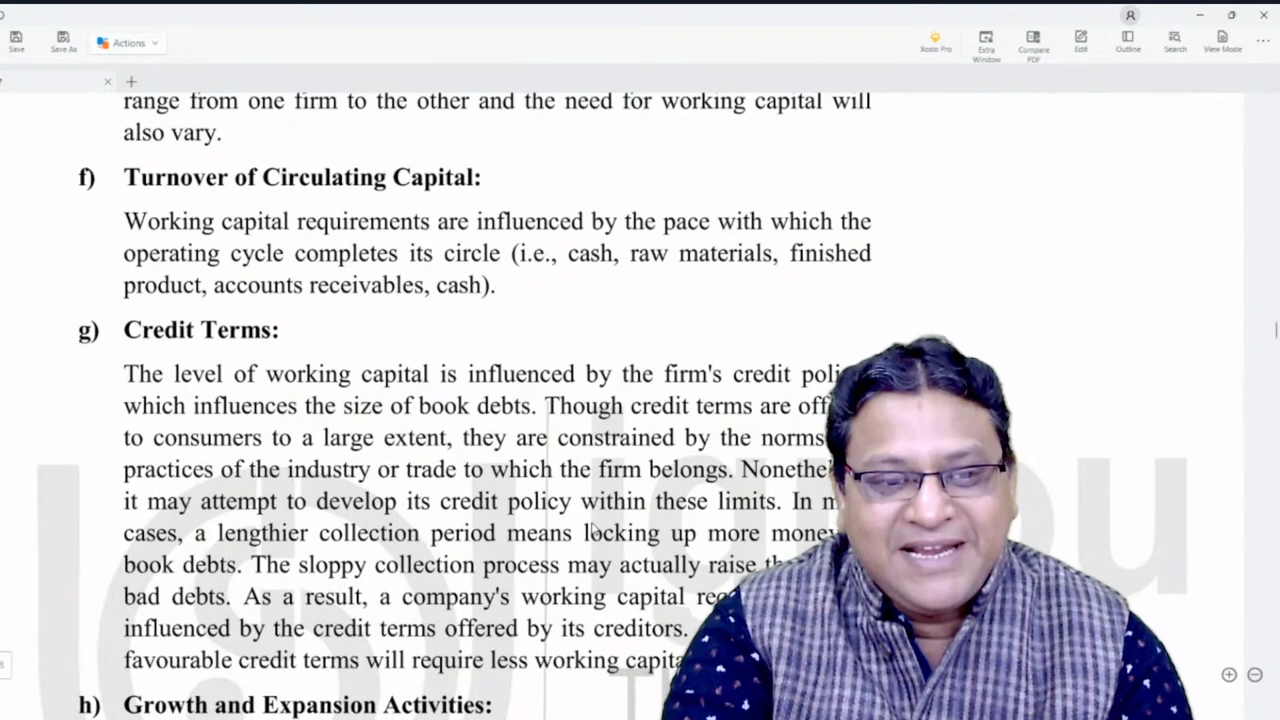 Save
Save As
Actions
Xodo Pro
Extra Window
Compare PDF
Edit
Outline
Search
View Mode
range from one firm to the other and the need for working capital will
also vary.
f) Turnover of Circulating Capital:
Working capital requirements are influenced by the pace with which the
operating cycle completes its circle (i.e., cash, raw materials, finished
product, accounts receivables, cash).
g) Credit Terms:
The level of working capital is influenced by the firm's credit
which influences the size of book debts. Though credit terms are
to consumers to a large extent, they are constrained by the norms
practices of the industry or trade to which the firm belongs.
it may attempt to develop its credit policy within these limits. In
cases, a lengthier collection period means locking up more money
book debts. The sloppy collection process may actually raise
bad debts. As a result, a company's working capital
influenced by the credit terms offered by its creditors.
favourable credit terms will require less working
h) Growth and Expansion Activities: